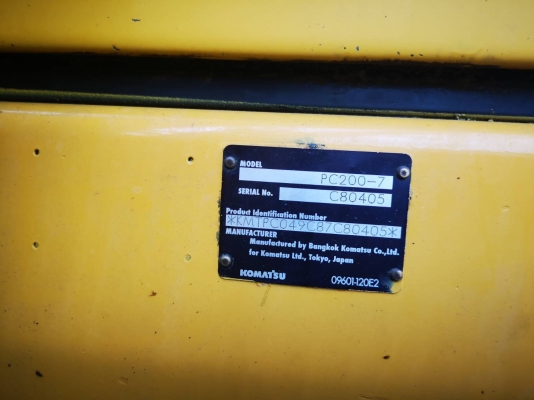 MODEL
PC200-7
SERIAL No.
C80405
Product Identification Number
*KMTPC049C87C80405*
MANUFACTURER
Manufactured by Bangkok Komatsu Co.,Ltd.
for Komatsu Ltd., Tokyo, Japan
KOMATSU
09601-120E2